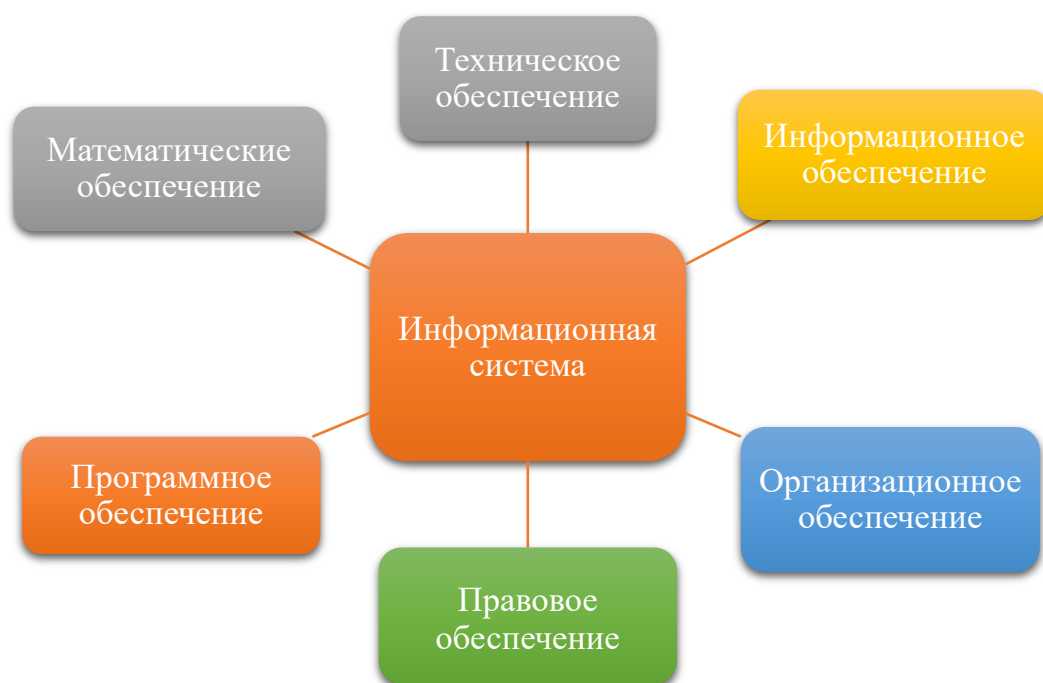 Техническое
обеспечение
Математические
обеспечение
Информационное
обеспечение
Информационная
система
Программное
обеспечение
Организационное
обеспечение
Правовое
обеспечение